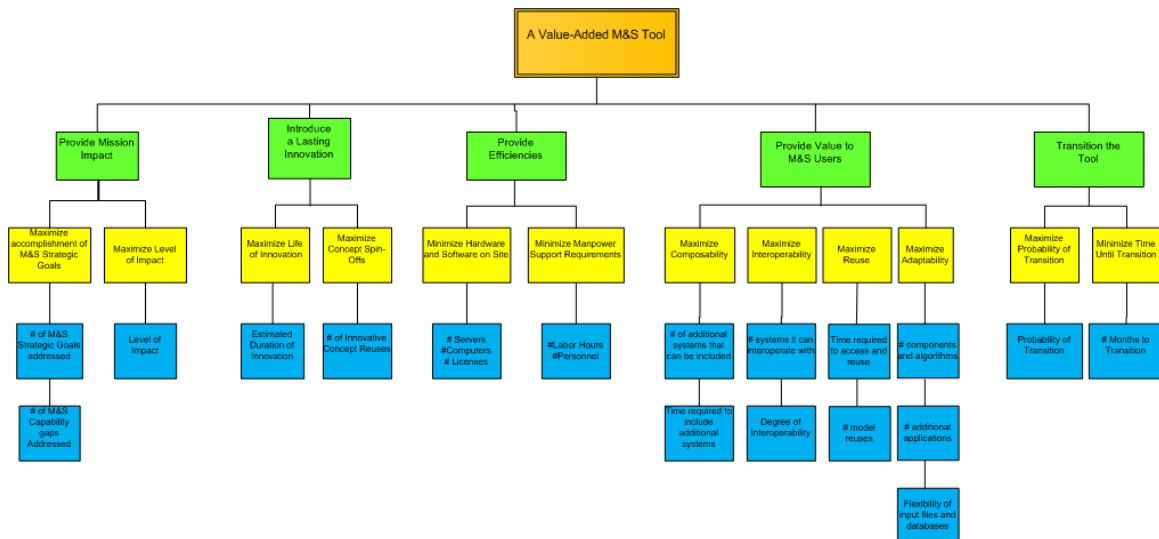 A Value-Added M&S Tool
Provide Mission
Impact
Introduce
a Lasting
Innovation
Provide
Efficiencies
Provide Value to
M&S Users
Transition the
Tool
Maximize
accomplishment of
M&S Strategic
Goals
Maximize Level
of Impact
Maximize Life
of Innovation
Maximize
Concept Spin-
Offs
Minimize Hardware
and Software on Site
Minimize Manpower
Support Requirements
Maximize
Composability
Maximize
Interoperability
Maximize
Reuse
Maximize
Adaptability
Maximize
Probability of
Transition
Minimize Time
Until Transition
# of M&S
Strategic Goals
addressed
Level of
Impact
Estimated
Duration of
Innovation
# of Innovative
Concept Reuses
# Servers
#Computers
# Licenses
#Labor Hours
#Personnel
# of additional
systems that
can be included
# systems it can
interoperate with
Time required
to access and
reuse
# components
and algorithms
Probability of
Transition
# Months to
Transition
# of M&S
Capability
gaps
Addressed
Time required to
include
additional
systems
Degree of
Interoperability
# model
reuses
# additional
applications
Flexibility of
input files and
databases